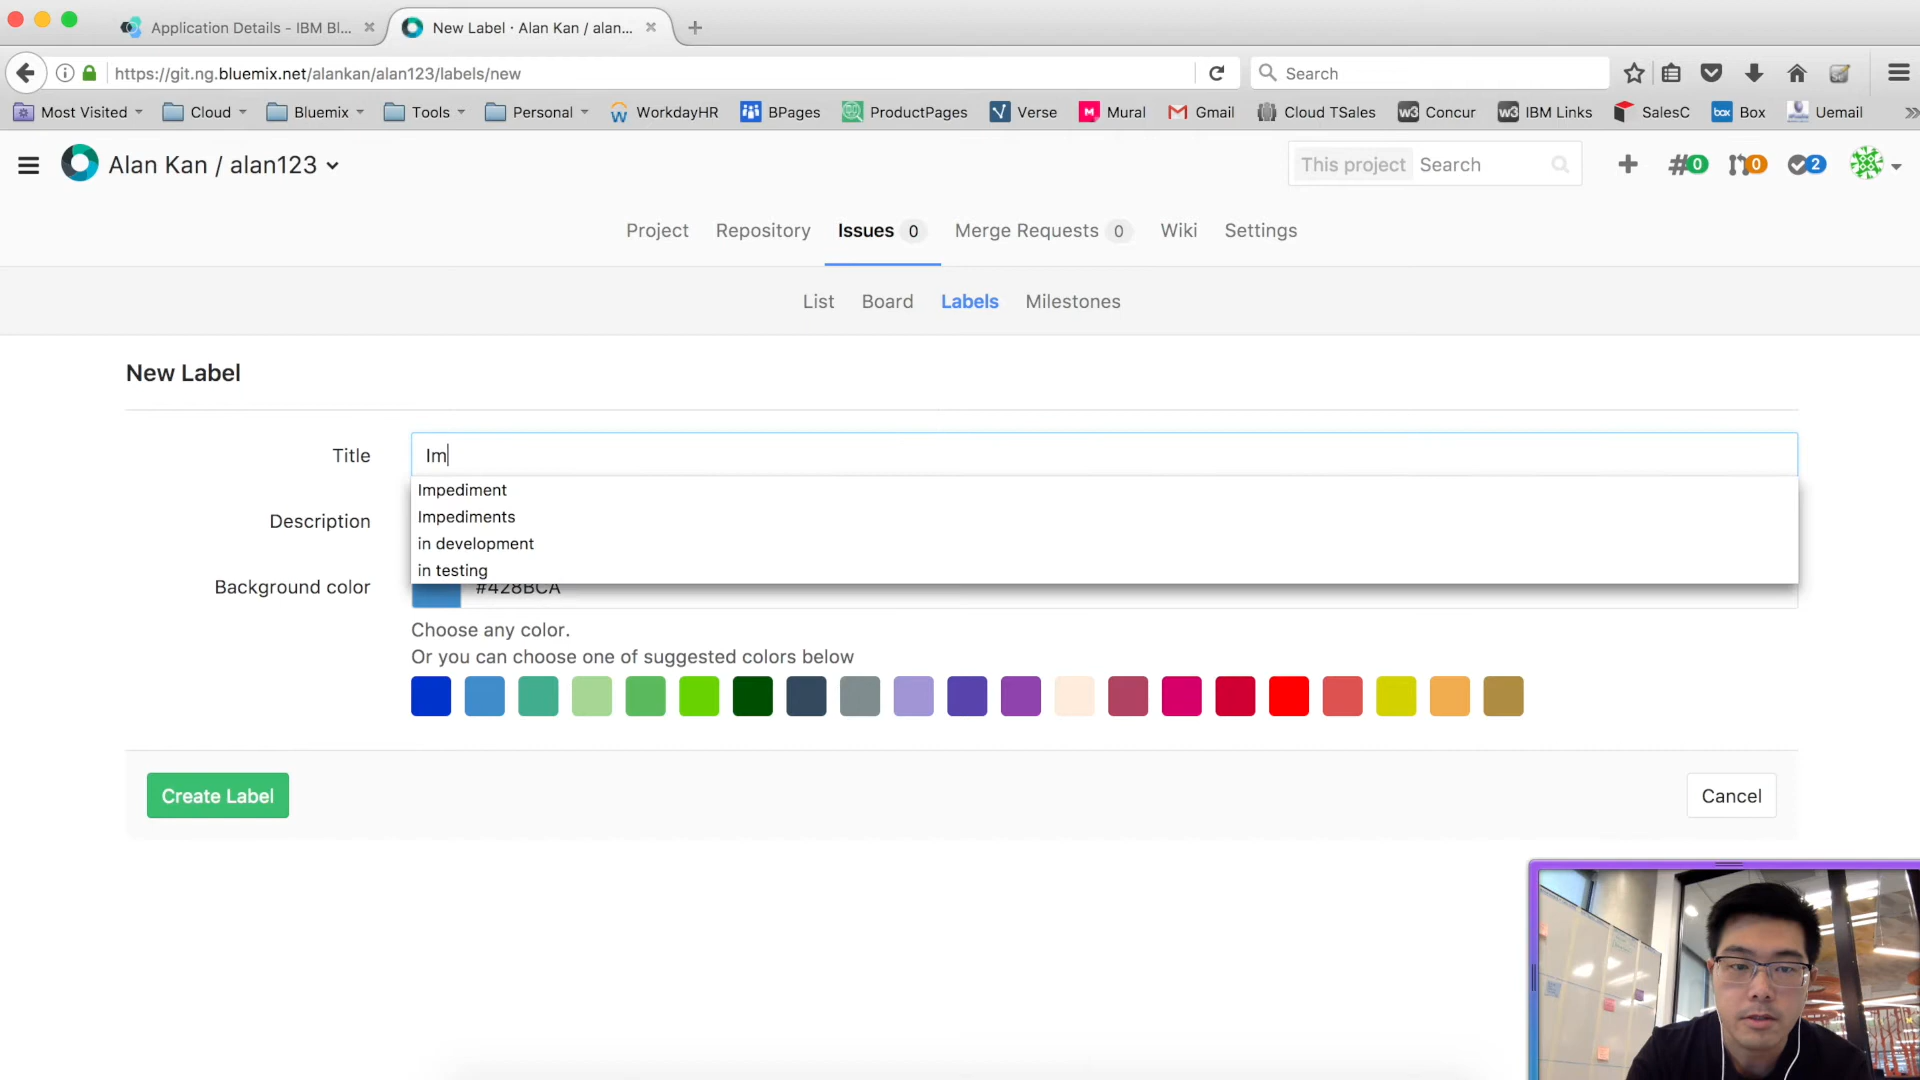 Application Details - IBM Bl...
New Label · Alan Kan / alan...
https://git.ng.bluemix.net/alankan/alan123/labels/new
Search
Most Visited Cloud Bluemix Tools Personal WorkdayHR BPages ProductPages Verse Mural Gmail Cloud TSales w3 Concur w3 IBM Links SalesC box Box Uemail
Alan Kan / alan123
This project Search
0 0 2
Project Repository Issues 0 Merge Requests 0 Wiki Settings
List Board Labels Milestones
New Label
Title Im
Impediment
Impediments
Description
in development
in testing
Background color #428BCA
Choose any color.
Or you can choose one of suggested colors below
Create Label Cancel